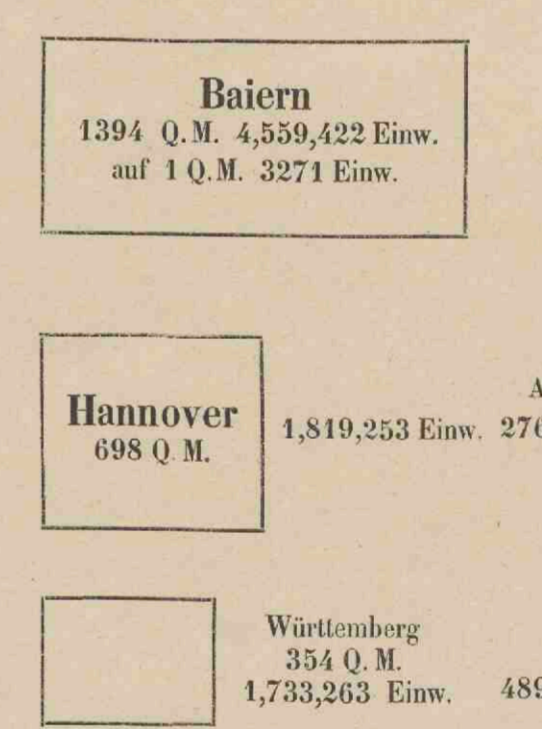 Baiern
1394 Q.M. 4,559,422 Einw.
auf 1 Q.M. 3271 Einw.
Hannover
698 Q.M.
1,819,253 Einw.
Württemberg
354 Q.M.
1,733,263 Einw.